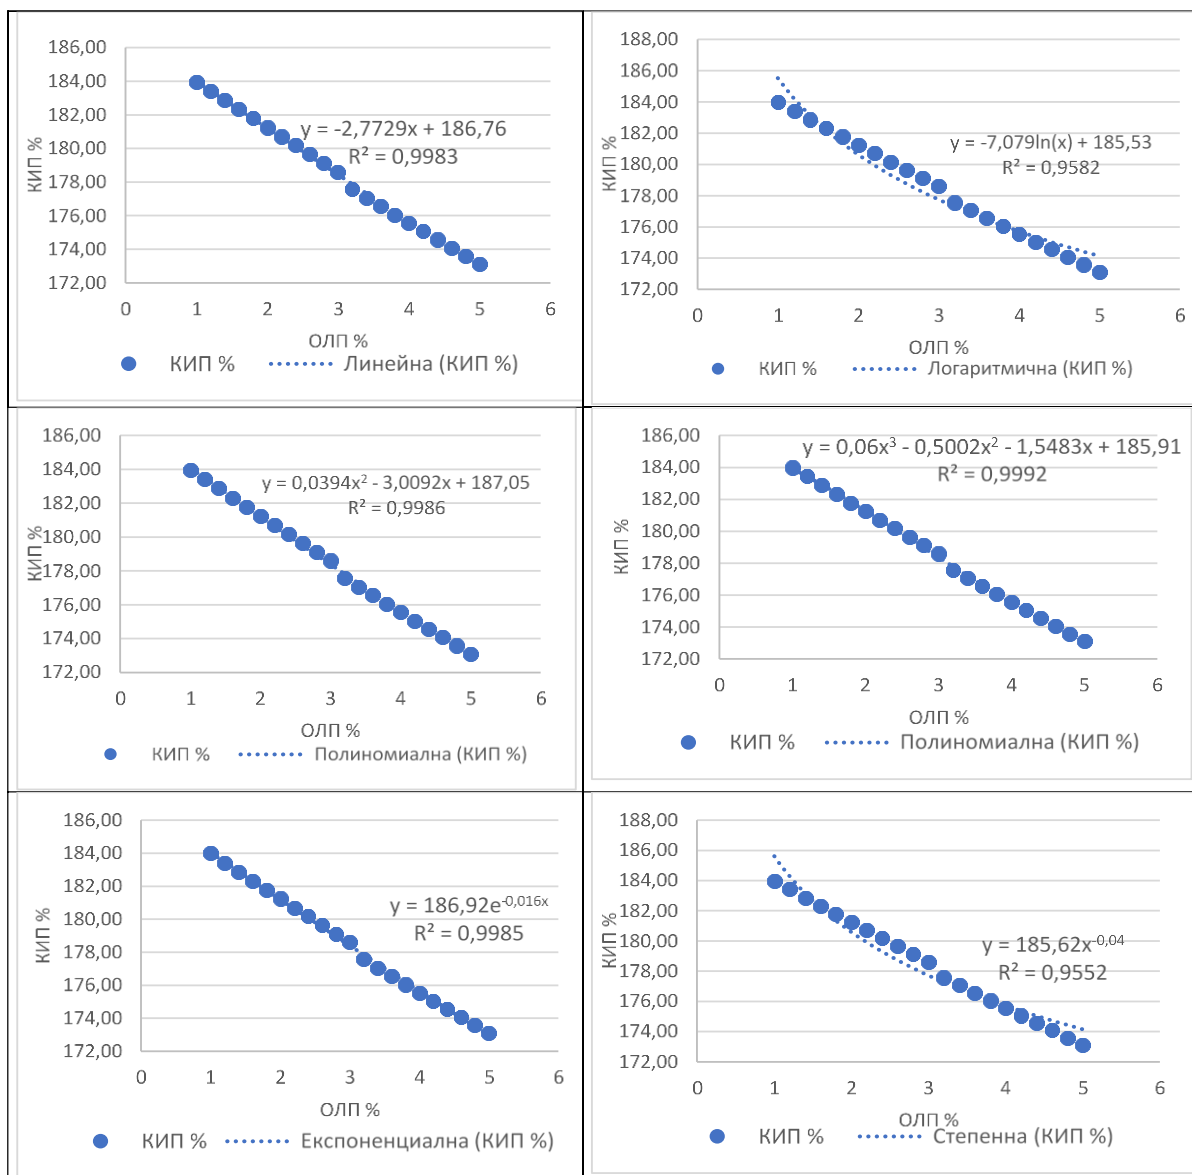 КИП %
186,00
184,00
182,00
180,00
178,00
176,00
174,00
172,00
y = -2,7729x + 186,76
R² = 0,9983
0 1 2 3 4 5 6
ОЛП %
КИП % Линейна (КИП %)
КИП %
188,00
186,00
184,00
182,00
180,00
178,00
176,00
174,00
172,00
y = -7,079ln(x) + 185,53
R² = 0,9582
0 1 2 3 4 5 6
ОЛП %
КИП % Логаритмична (КИП %)
КИП %
186,00
184,00
182,00
180,00
178,00
176,00
174,00
172,00
y = 0,0394x² - 3,0092x + 187,05
R² = 0,9986
0 1 2 3 4 5 6
ОЛП %
КИП % Полиномиална (КИП %)
КИП %
186,00
184,00
182,00
180,00
178,00
176,00
174,00
172,00
y = 0,06x³ - 0,5002x² - 1,5483x + 185,91
R² = 0,9992
0 1 2 3 4 5 6
ОЛП %
КИП % Полиномиална (КИП %)
КИП %
186,00
184,00
182,00
180,00
178,00
176,00
174,00
172,00
y = 186,92e⁻⁰,⁰¹⁶ˣ
R² = 0,9985
0 1 2 3 4 5 6
ОЛП %
КИП % Експоненциална (КИП %)
КИП %
188,00
186,00
184,00
182,00
180,00
178,00
176,00
174,00
172,00
y = 185,62x⁻⁰,⁰⁴
R² = 0,9552
0 1 2 3 4 5 6
ОЛП %
КИП % Степенна (КИП %)